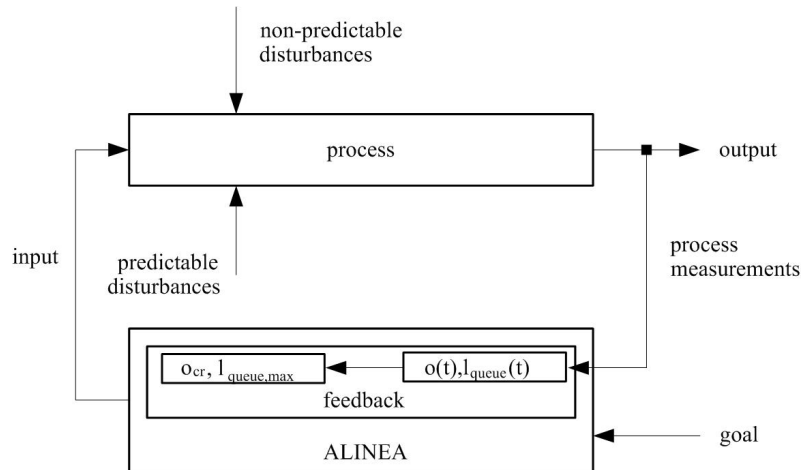 non-predictable
disturbances
process
output
input
predictable
disturbances
process
measurements
o_cr, l_queue,max
o(t),l_queue(t)
feedback
goal
ALINEA